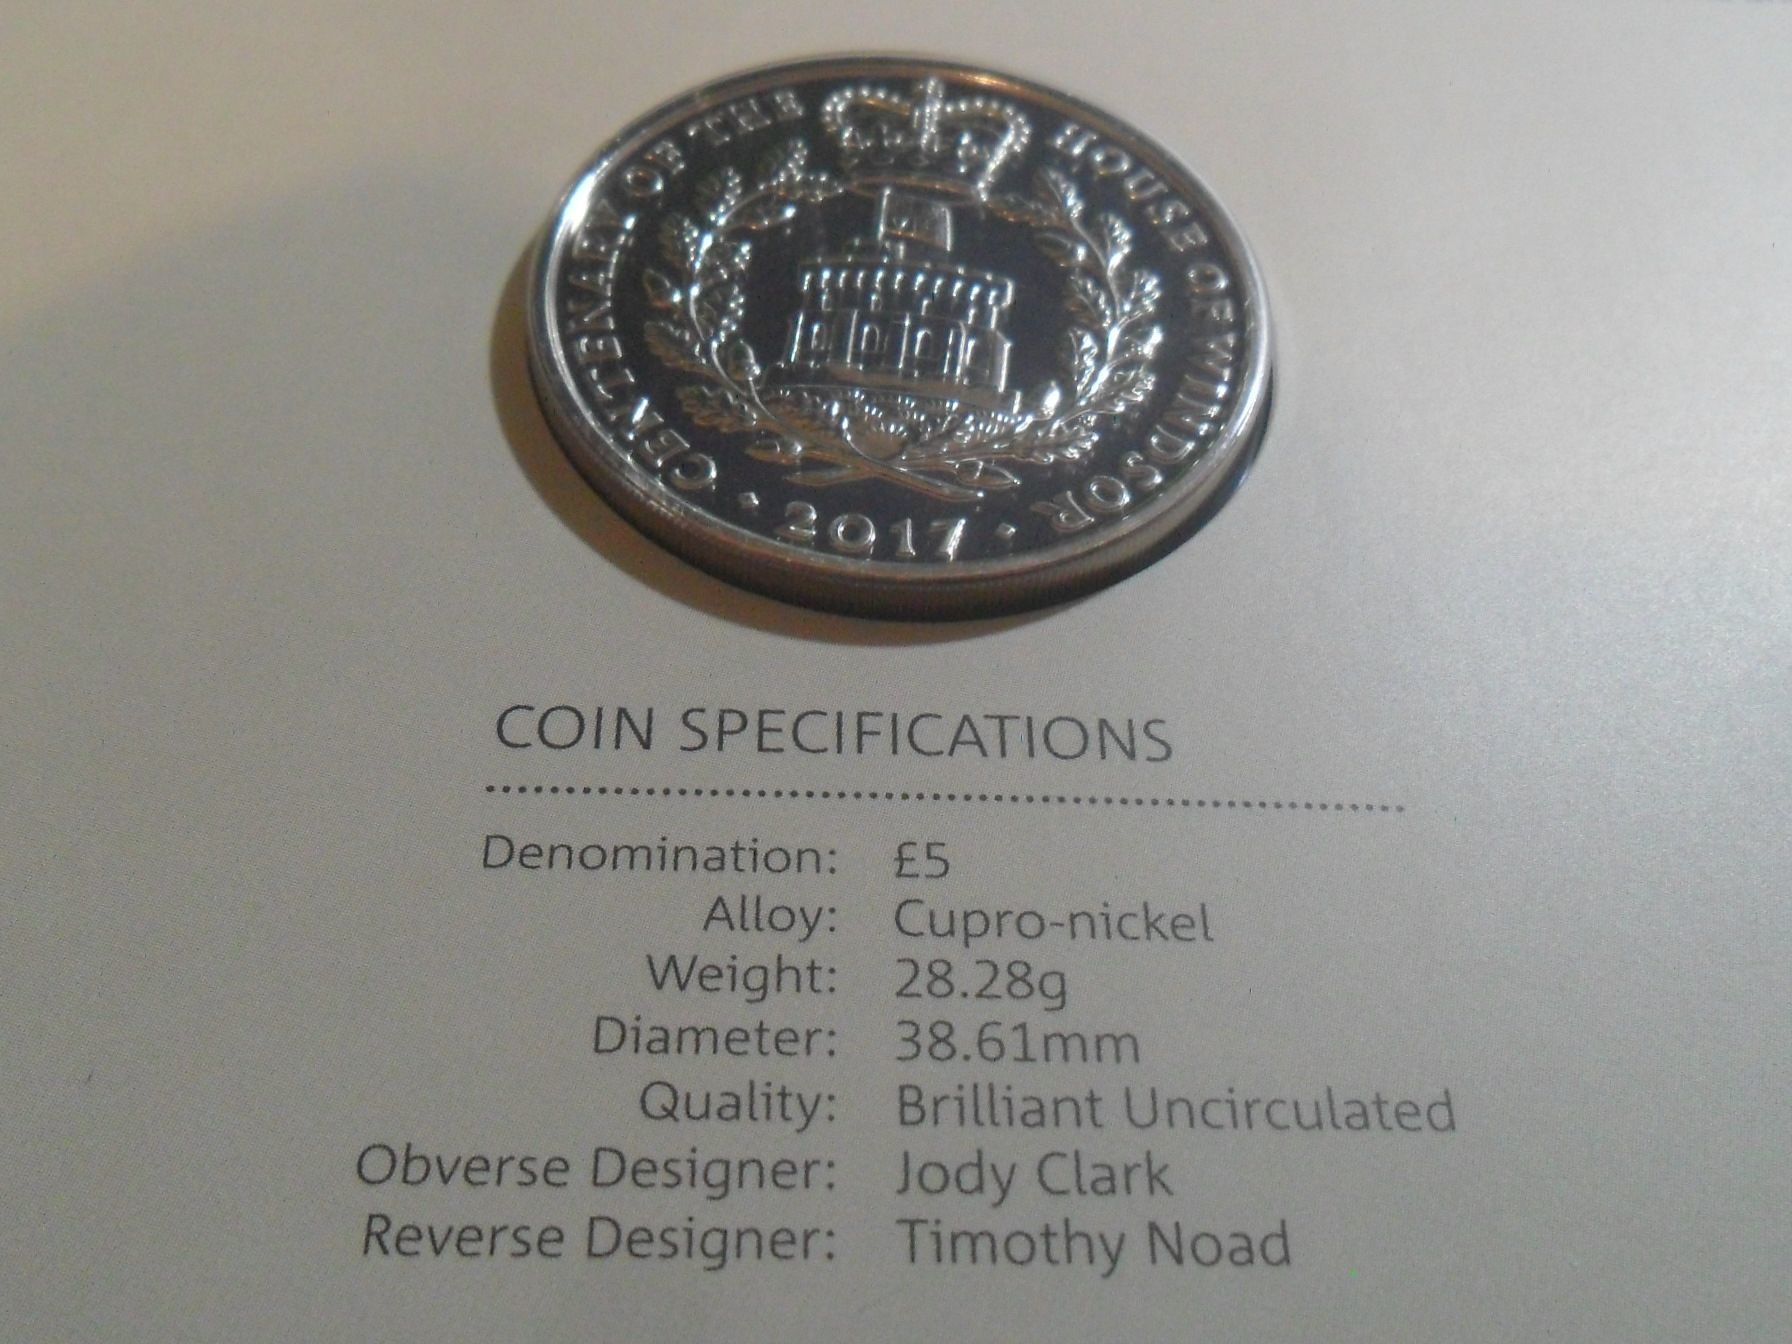 CENTENARY OF THE HOUSE OF WINDSOR
· 2017 ·
COIN SPECIFICATIONS
Denomination: £5
Alloy: Cupro-nickel
Weight: 28.28g
Diameter: 38.61mm
Quality: Brilliant Uncirculated
Obverse Designer: Jody Clark
Reverse Designer: Timothy Noad